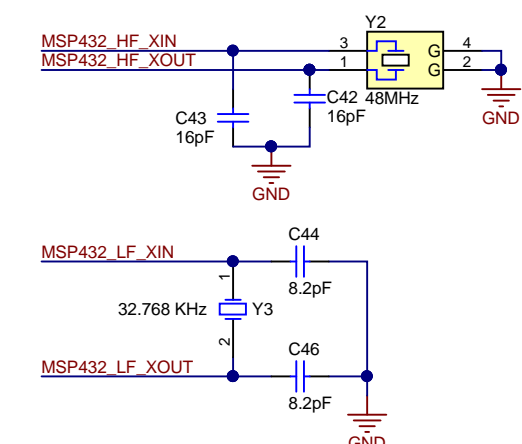 Y2
MSP432_HF_XIN 3 G 4
MSP432_HF_XOUT 1 G 2
C42 48MHz
C43 16pF
16pF
GND
GND
C44
MSP432_LF_XIN
1 8.2pF
32.768 KHz Y3
2 C46
MSP432_LF_XOUT
8.2pF
GND